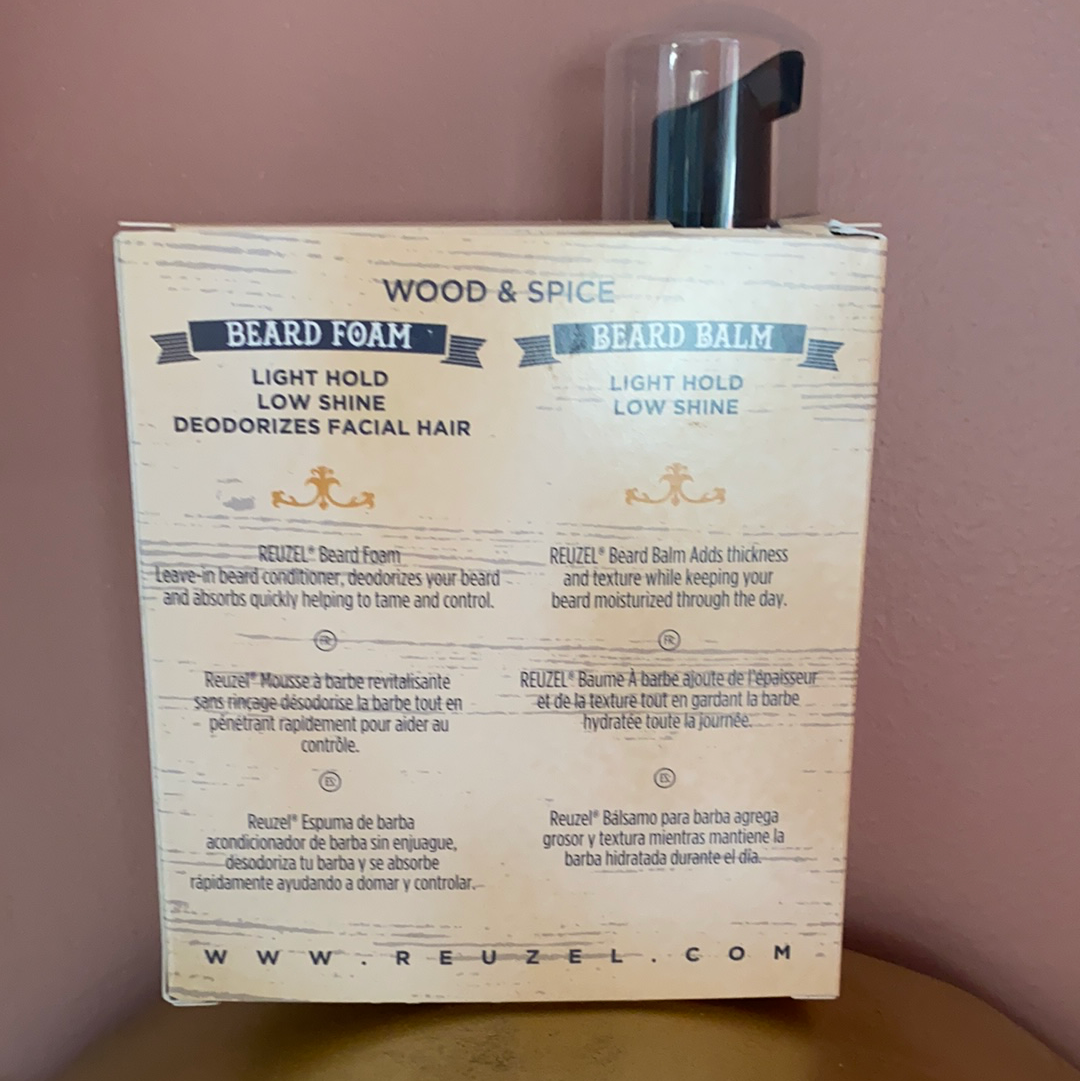 WOOD & SPICE
BEARD FOAM
LIGHT HOLD
LOW SHINE
DEODORIZES FACIAL HAIR
REUZEL® Beard Foam
Leave-in beard conditioner, deodorizes your beard
and absorbs quickly helping to tame and control.
FR:
Reuzel® Mousse à barbe revitalisante
sans rinçage désodorise la barbe tout en
pénétrant rapidement pour aider au
contrôle.
ES:
Reuzel® Espuma de barba
acondicionador de barba sin enjuague,
desodoriza tu barba y se absorbe
rápidamente ayudando a domar y controlar.
BEARD BALM
LIGHT HOLD
LOW SHINE
REUZEL® Beard Balm Adds thickness
and texture while keeping your
beard moisturized through the day.
FR:
REUZEL® Baume À barbe ajoute de l'épaisseur
et de la texture tout en gardant la barbe
hydratée toute la journée.
ES:
Reuzel® Bálsamo para barba agrega
grosor y textura mientras mantiene la
barba hidratada durante el día.
WWW.REUZEL.COM